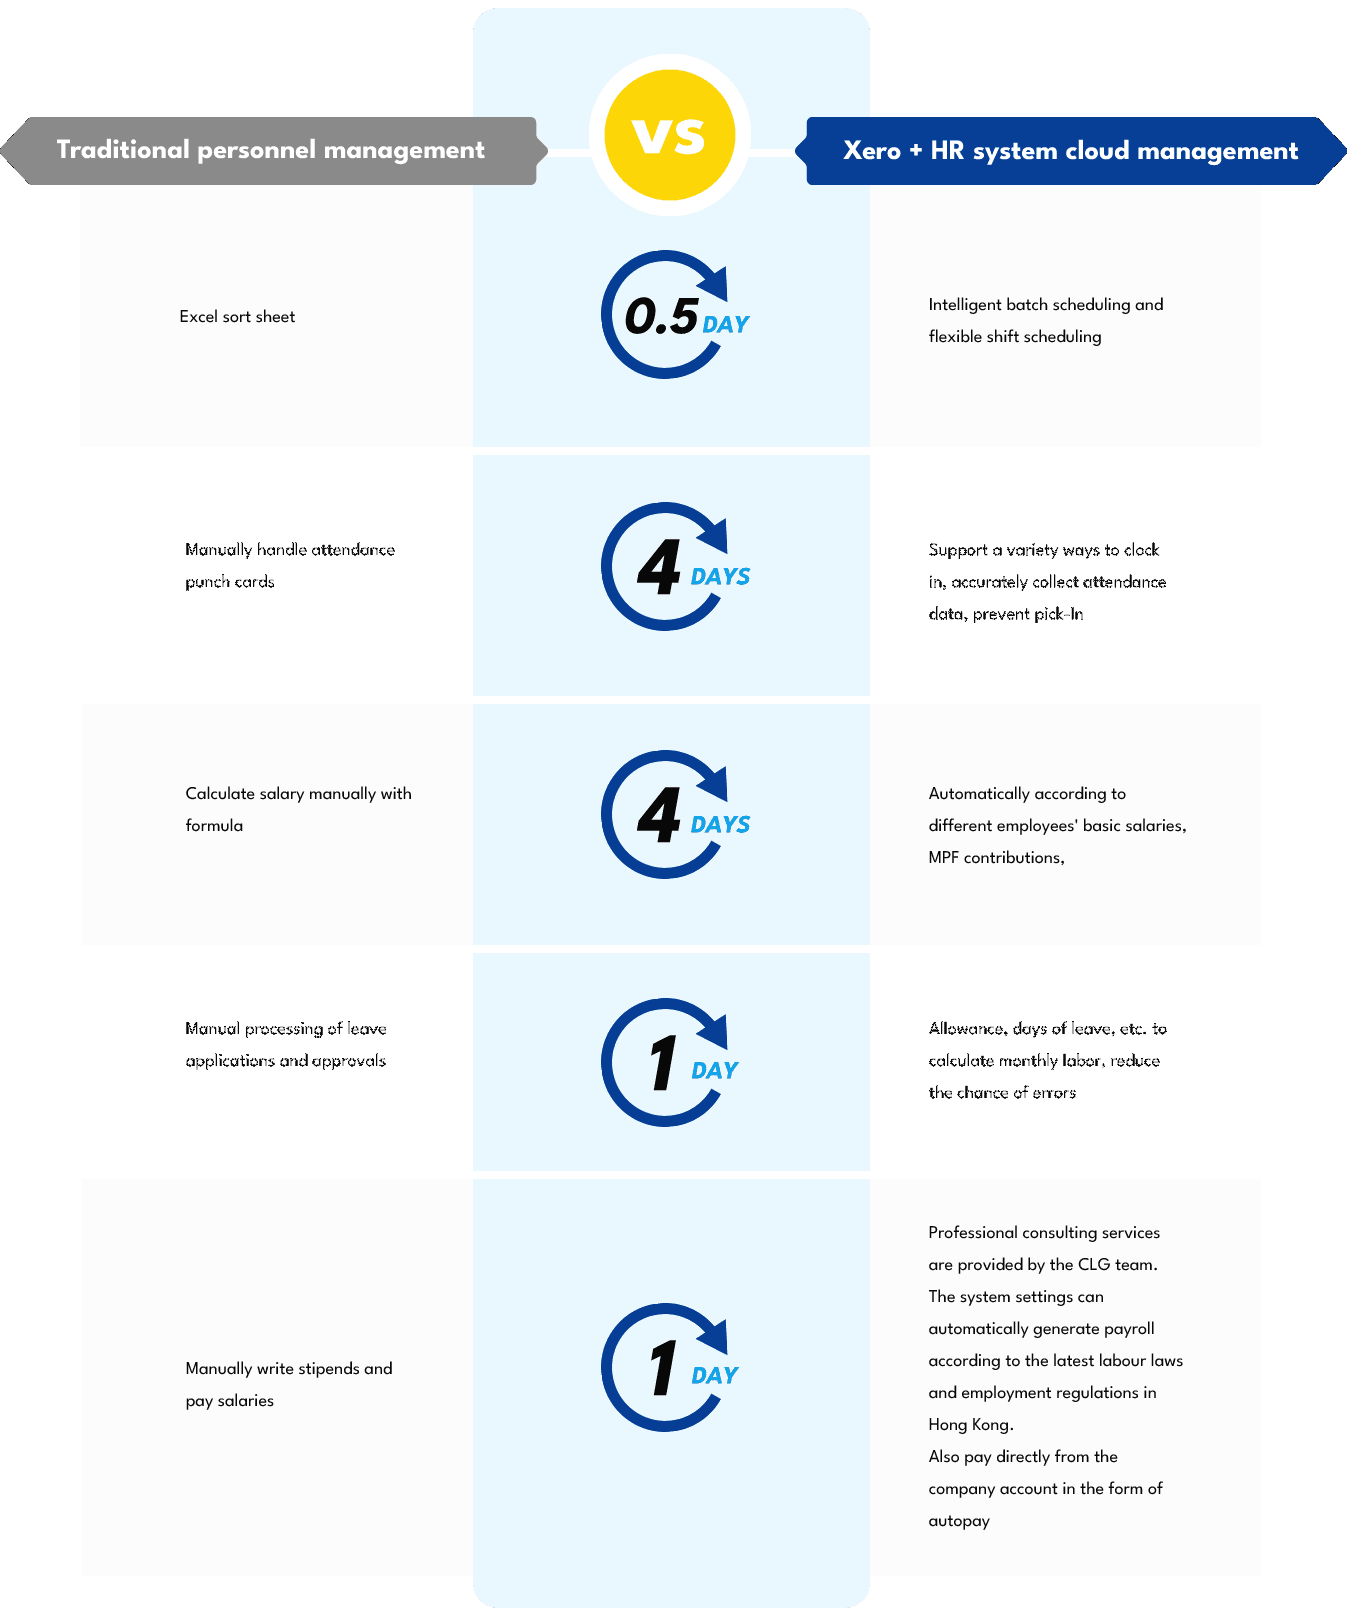 Traditional personnel management
VS
Xero + HR system cloud management
Excel sort sheet
0.5 DAY
Intelligent batch scheduling and
flexible shift scheduling
Manually handle attendance
punch cards
4 DAYS
Support a variety ways to clock
in, accurately collect attendance
data, prevent pick-In
Calculate salary manually with
formula
4 DAYS
Automatically according to
different employees' basic salaries,
MPF contributions,
Manual processing of leave
applications and approvals
1 DAY
Allowance, days of leave, etc. to
calculate monthly labor, reduce
the chance of errors
Manually write stipends and
pay salaries
1 DAY
Professional consulting services
are provided by the CLG team.
The system settings can
automatically generate payroll
according to the latest labour laws
and employment regulations in
Hong Kong.
Also pay directly from the
company account in the form of
autopay